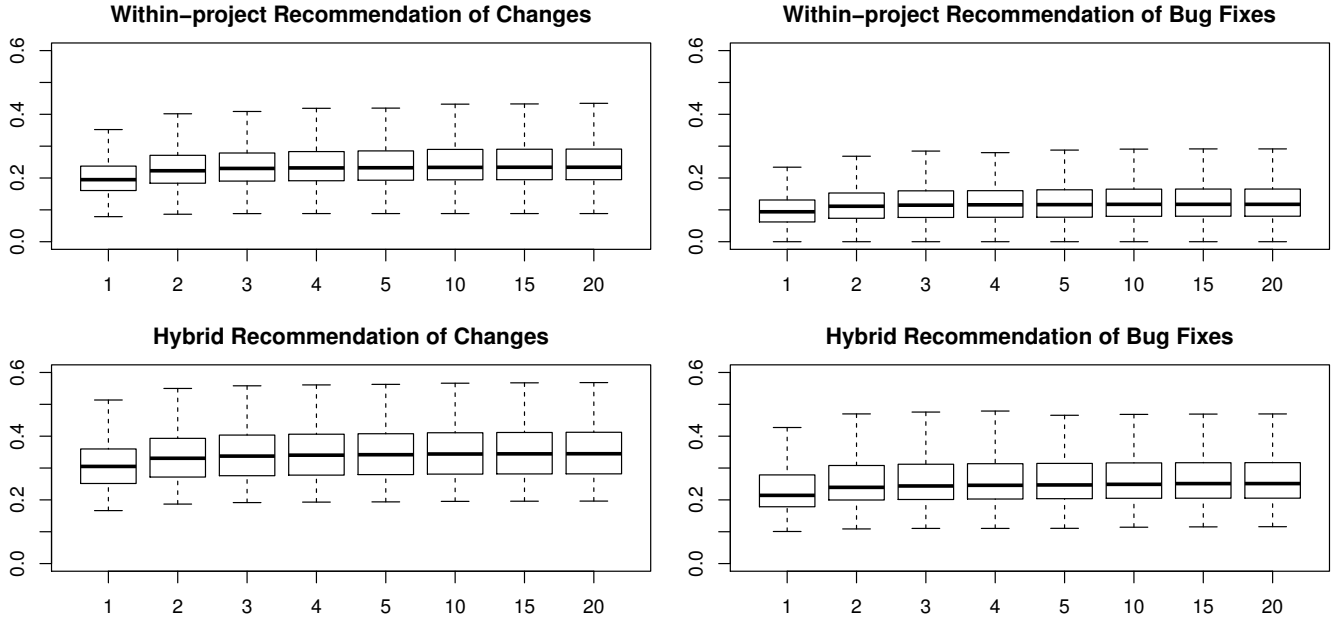 Within−project Recommendation of Changes
0.6
0.4
0.2
0.0
1 2 3 4 5 10 15 20
Within−project Recommendation of Bug Fixes
0.6
0.4
0.2
0.0
1 2 3 4 5 10 15 20
Hybrid Recommendation of Changes
0.6
0.4
0.2
0.0
1 2 3 4 5 10 15 20
Hybrid Recommendation of Bug Fixes
0.6
0.4
0.2
0.0
1 2 3 4 5 10 15 20